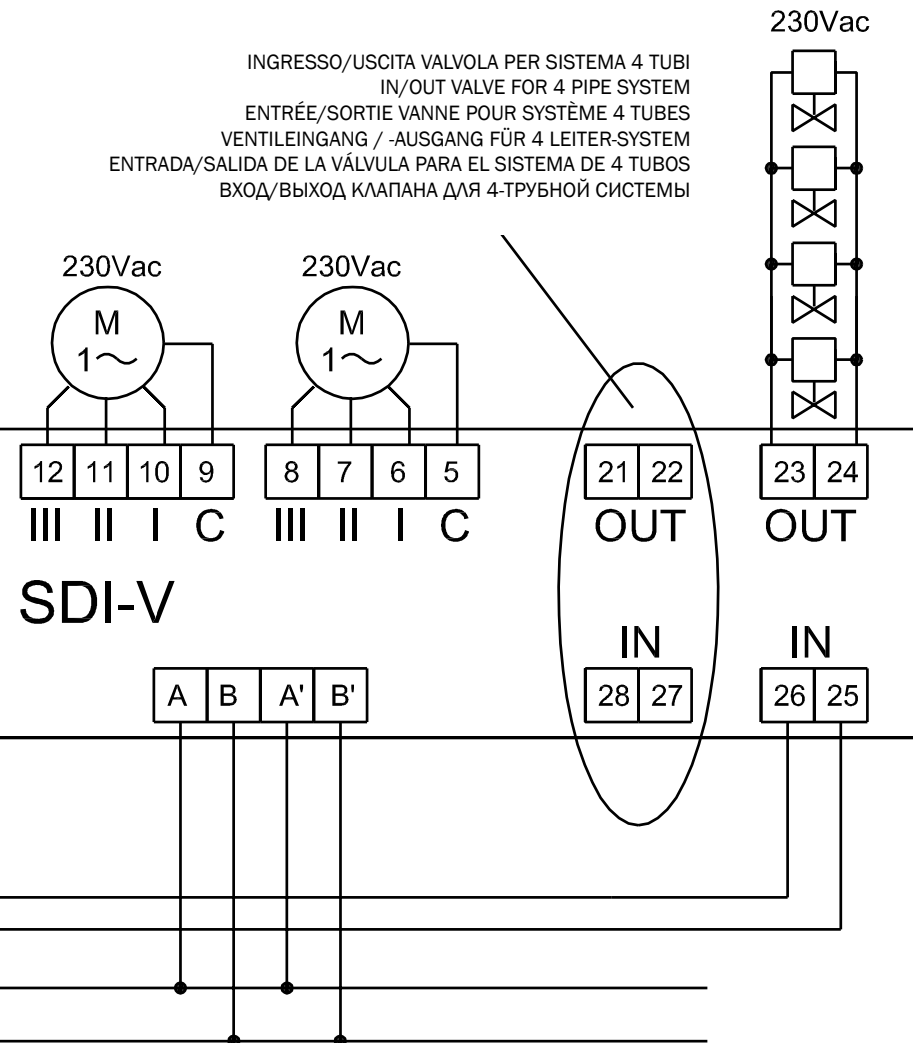 230Vac
INGRESSO/USCITA VALVOLA PER SISTEMA 4 TUBI
IN/OUT VALVE FOR 4 PIPE SYSTEM
ENTRÉE/SORTIE VANNE POUR SYSTÈME 4 TUBES
VENTILEINGANG / -AUSGANG FÜR 4 LEITER-SYSTEM
ENTRADA/SALIDA DE LA VÁLVULA PARA EL SISTEMA DE 4 TUBOS
ВХОД/ВЫХОД КЛАПАНА ДЛЯ 4-ТРУБНОЙ СИСТЕМЫ
230Vac 230Vac
M M
1~ 1~
12 11 10 9 8 7 6 5 21 22 23 24
III II I C III II I C OUT OUT
SDI-V
IN IN
A B A' B' 28 27 26 25